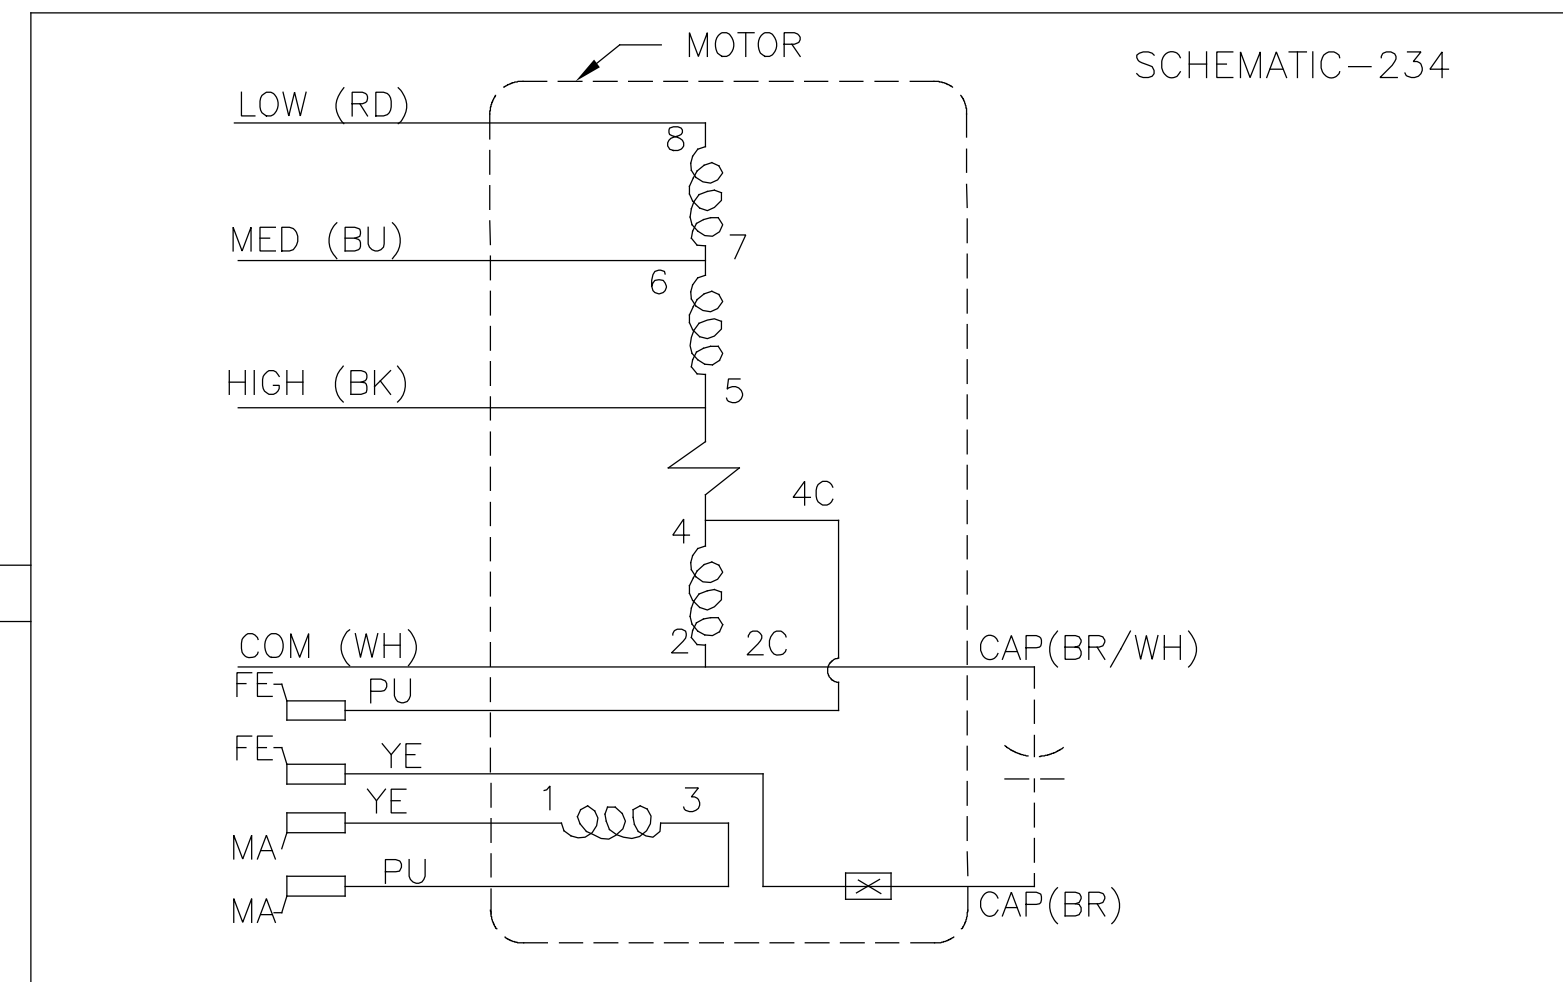 MOTOR
SCHEMATIC-234
LOW (RD)
8
MED (BU)
7
6
HIGH (BK)
5
4C
4
COM (WH)
2
2C
CAP(BR/WH)
FE
PU
FE
YE
YE
1
3
MA
PU
MA
CAP(BR)